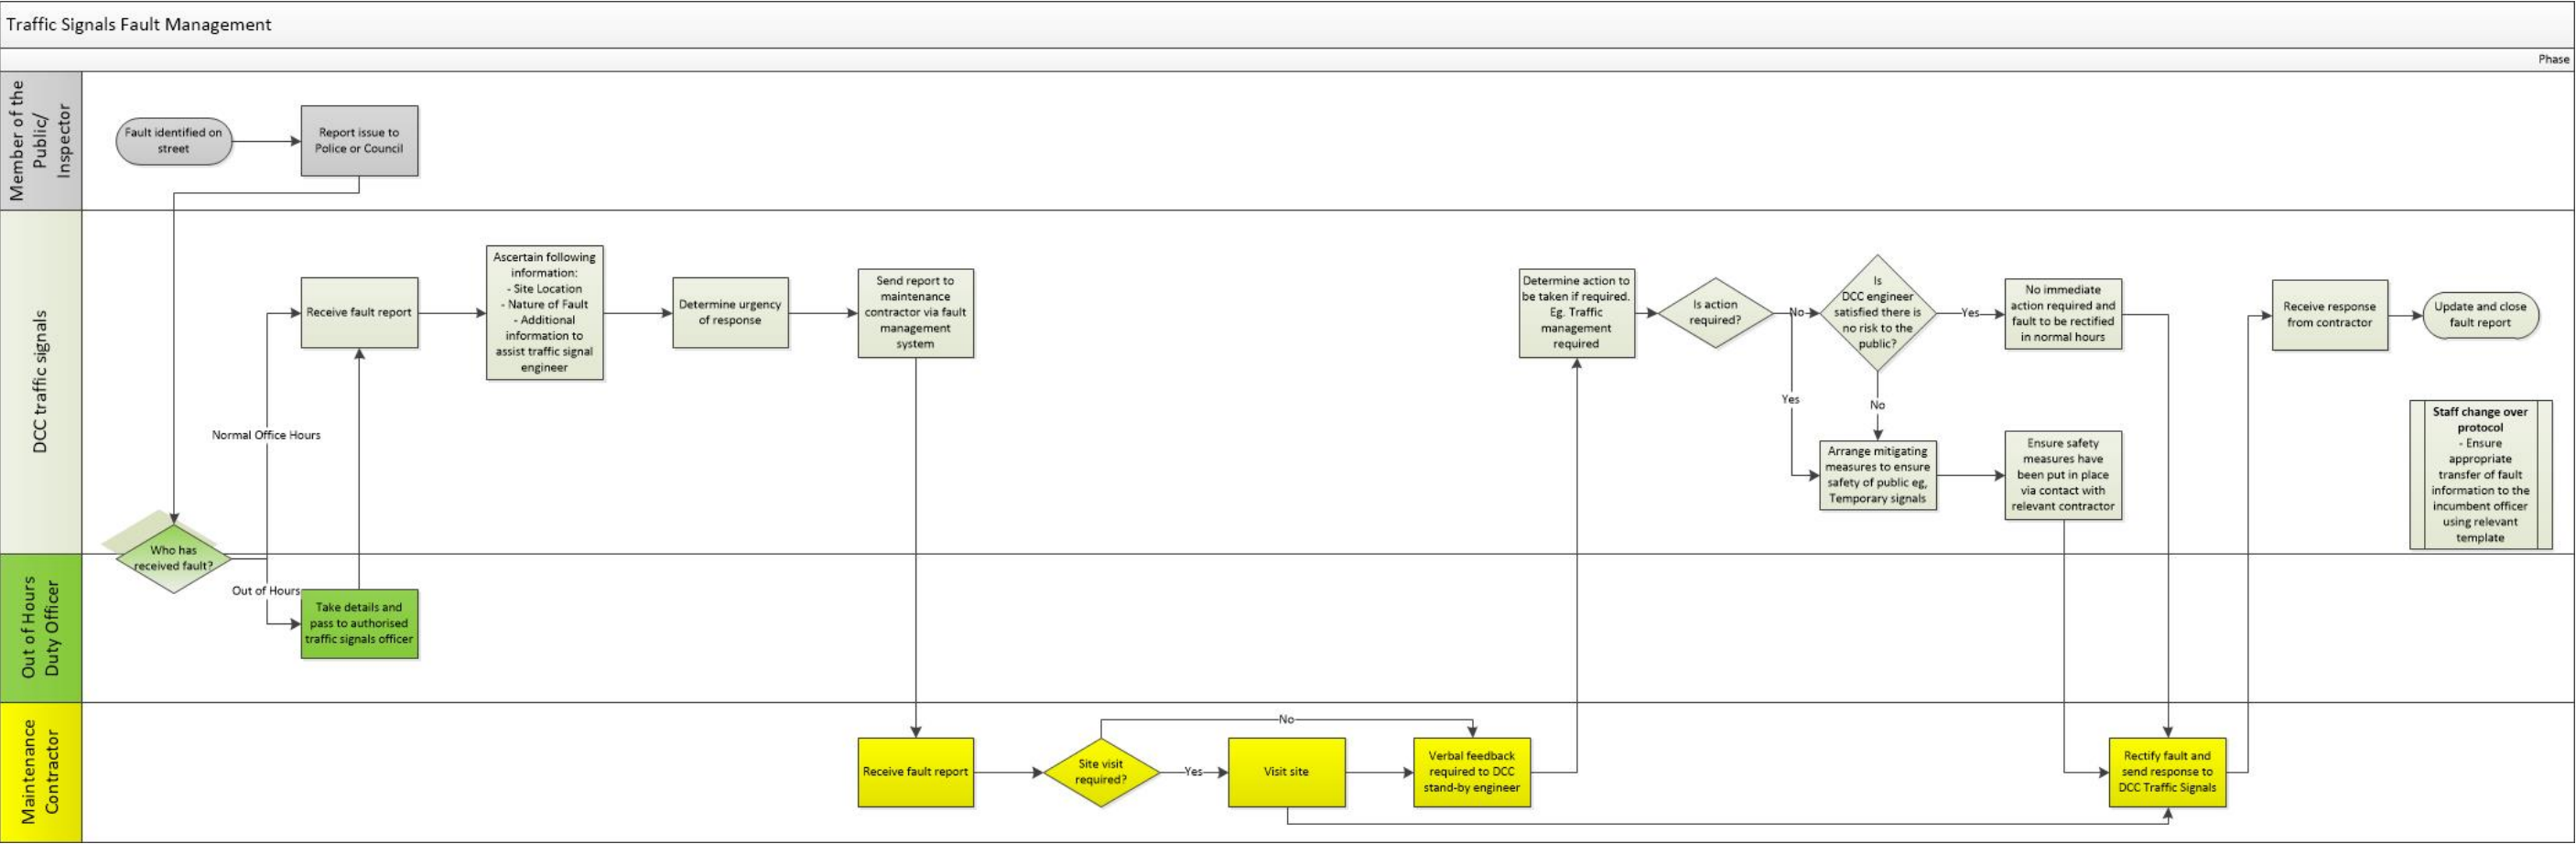 Traffic Signals Fault Management
Phase
Member of the
Public/
Inspector
Fault identified on
street
Report issue to
Police or Council
DCC traffic signals
Receive fault report
Ascertain following
information:
- Site Location
- Nature of Fault
- Additional
information to
assist traffic signal
engineer
Determine urgency
of response
Send report to
maintenance
contractor via fault
management
system
Determine action to
be taken if required.
Eg. Traffic
management
required
Is action
required?
No
Yes
Is
DCC engineer
satisfied there is
no risk to the
public?
Yes
No
No immediate
action required and
fault to be rectified
in normal hours
Arrange mitigating
measures to ensure
safety of public eg,
Temporary signals
Ensure safety
measures have
been put in place
via contact with
relevant contractor
Receive response
from contractor
Update and close
fault report
Staff change over
protocol
- Ensure
appropriate
transfer of fault
information to the
incumbent officer
using relevant
template
Normal Office Hours
Who has
received fault?
Out of Hours
Out of Hours
Duty Officer
Take details and
pass to authorised
traffic signals officer
Maintenance
Contractor
Receive fault report
Site visit
required?
No
Yes
Visit site
Verbal feedback
required to DCC
stand-by engineer
Rectify fault and
send response to
DCC Traffic Signals